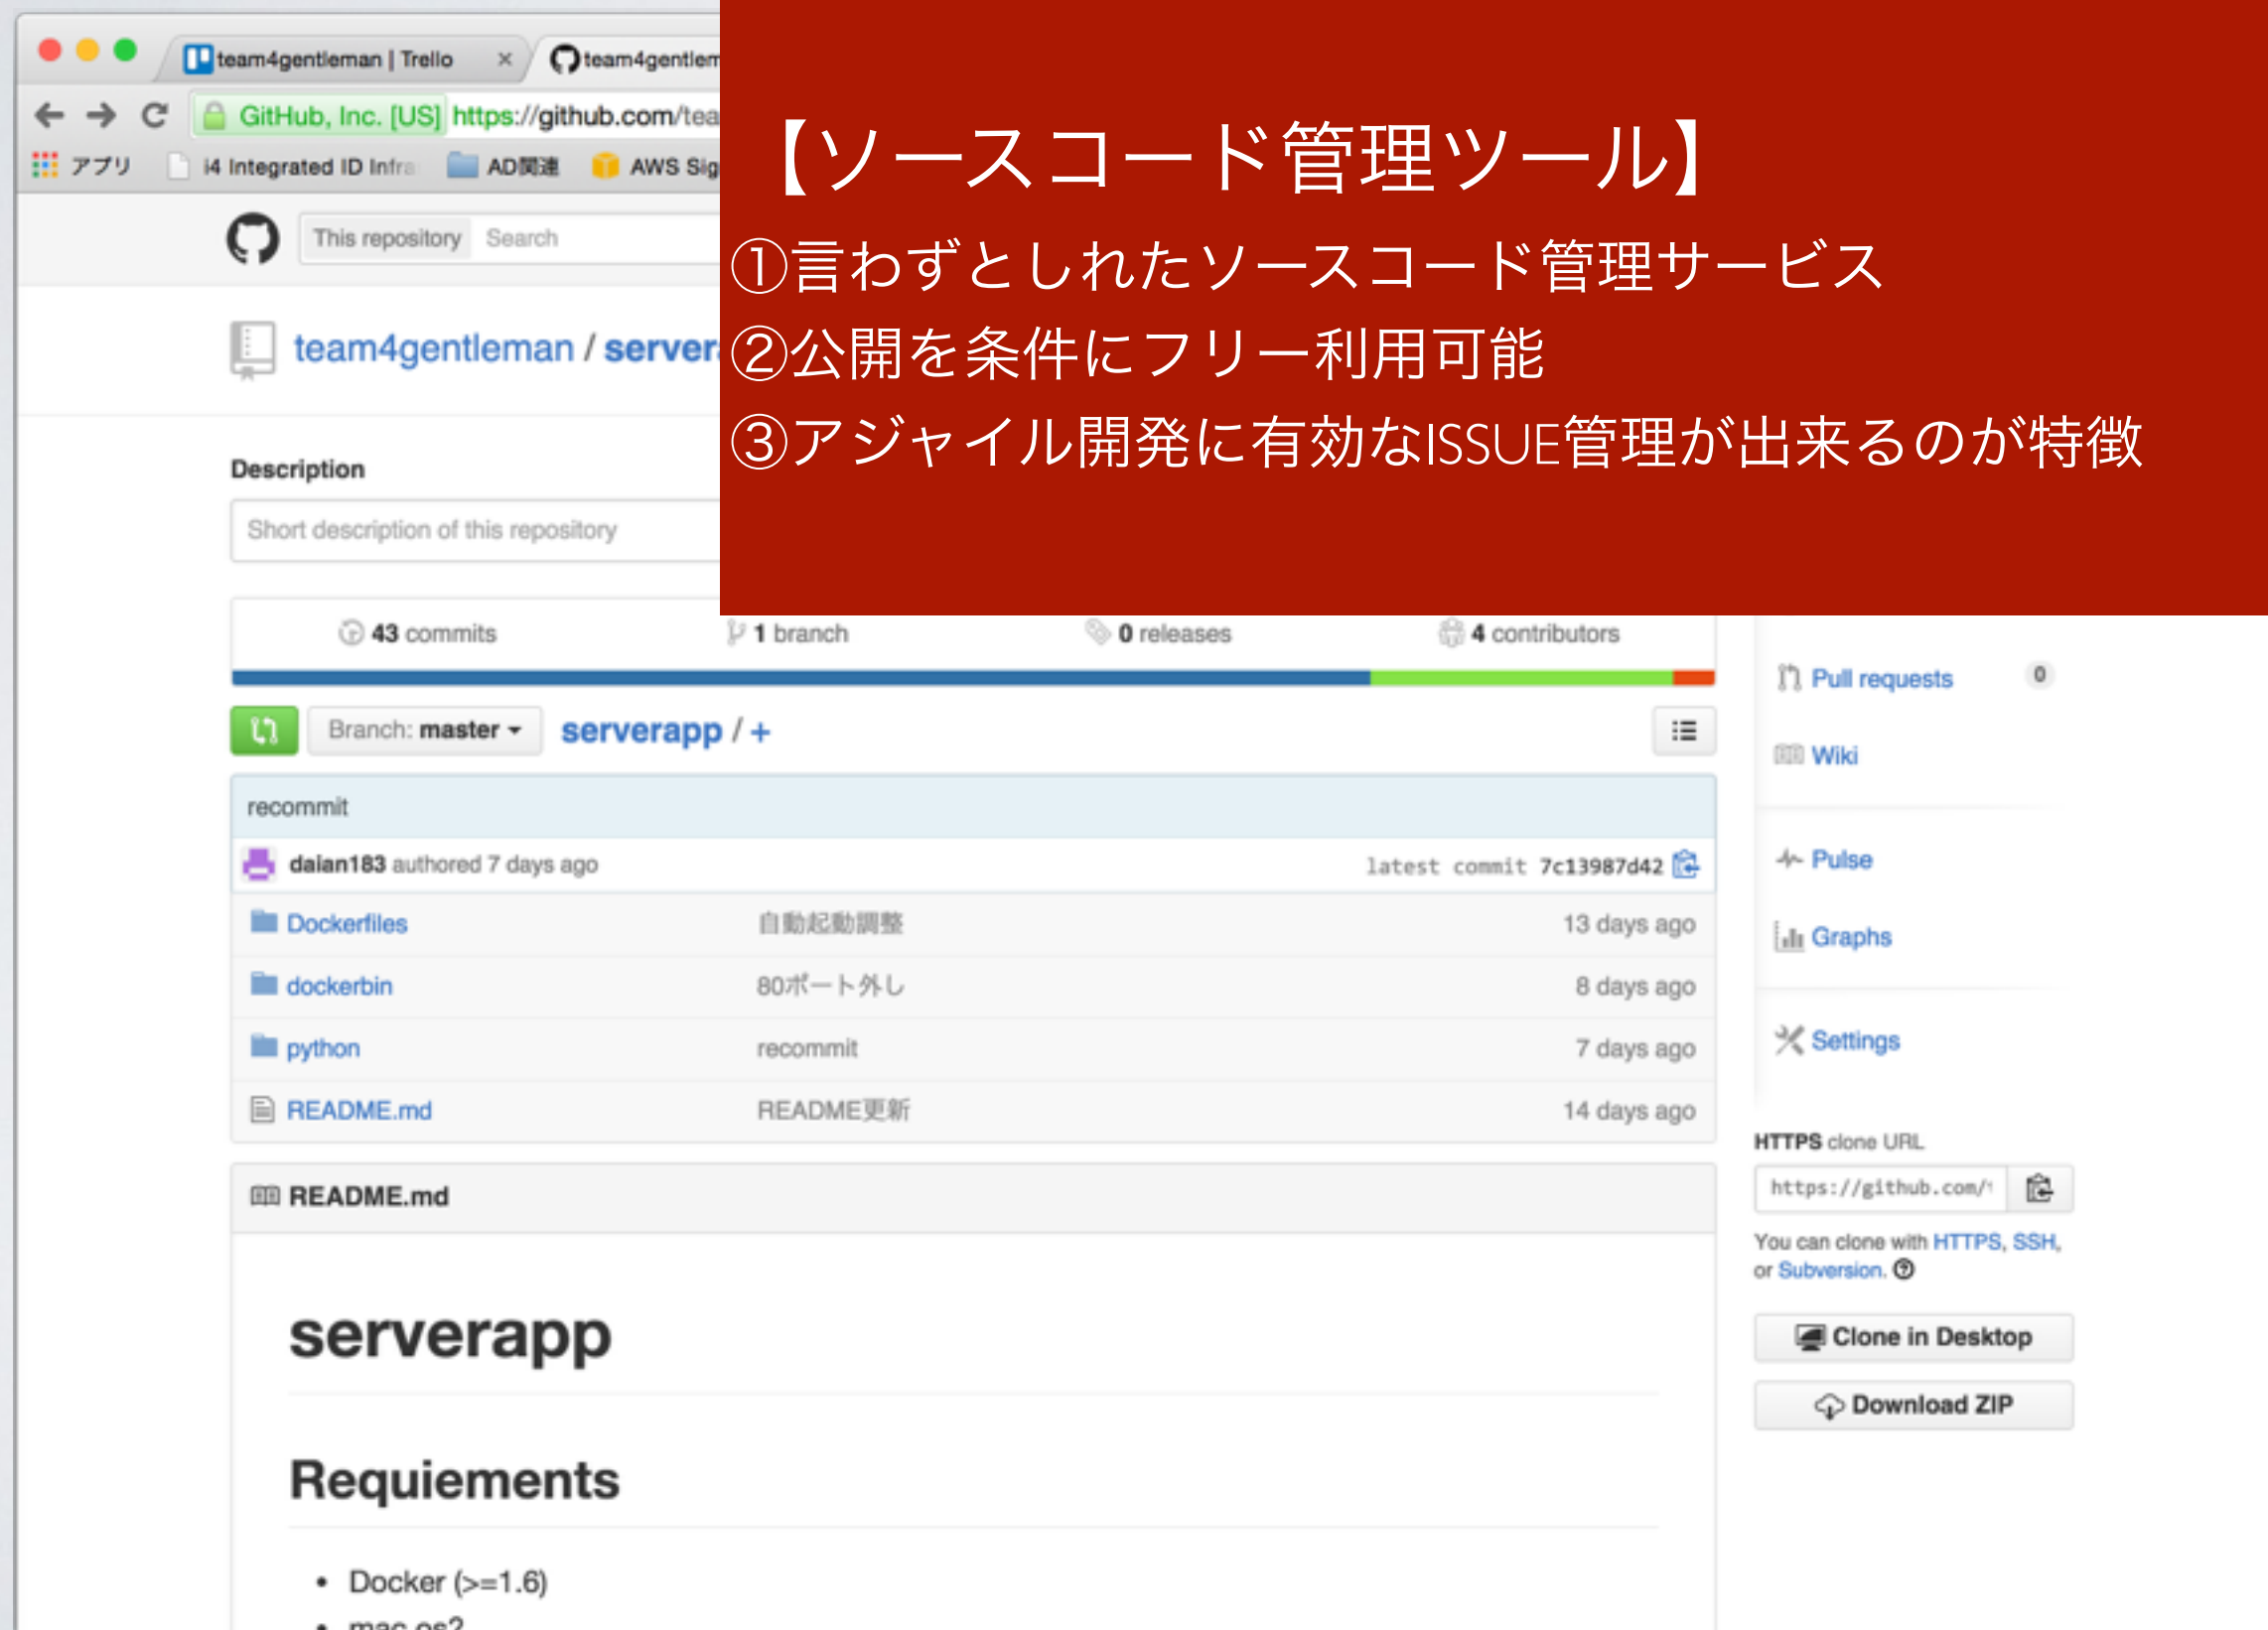 team4gentleman | Trello
team4gentlem
GitHub, Inc. [US] https://github.com/tea
アプリ i4 Integrated ID Infra AD関連 AWS Sig
【ソースコード管理ツール】
①言わずとしれたソースコード管理サービス
②公開を条件にフリー利用可能
③アジャイル開発に有効なISSUE管理が出来るのが特徴
This repository Search
team4gentleman / server
Description
Short description of this repository
43 commits 1 branch 0 releases 4 contributors
Branch: master serverapp / +
recommit
daian183 authored 7 days ago latest commit 7c13987d42
Dockerfiles 自動起動調整 13 days ago
dockerbin 80ポート外し 8 days ago
python recommit 7 days ago
README.md README更新 14 days ago
README.md
serverapp
Requiements
• Docker (>=1.6)
• mac os?
Pull requests 0
Wiki
Pulse
Graphs
Settings
HTTPS clone URL
https://github.com/
You can clone with HTTPS, SSH,
or Subversion.
Clone in Desktop
Download ZIP